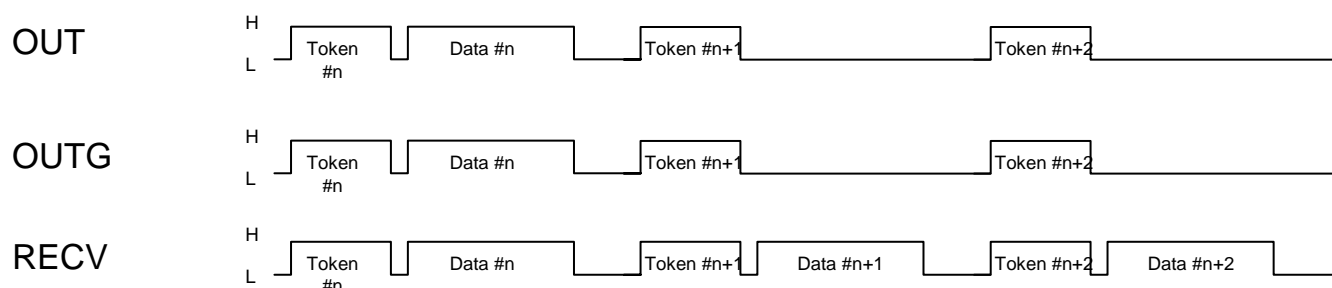 OUT
H
L
Token
#n
Data #n
Token #n+1
Token #n+2
OUTG
H
L
Token
#n
Data #n
Token #n+1
Token #n+2
RECV
H
L
Token
#n
Data #n
Token #n+1
Data #n+1
Token #n+2
Data #n+2